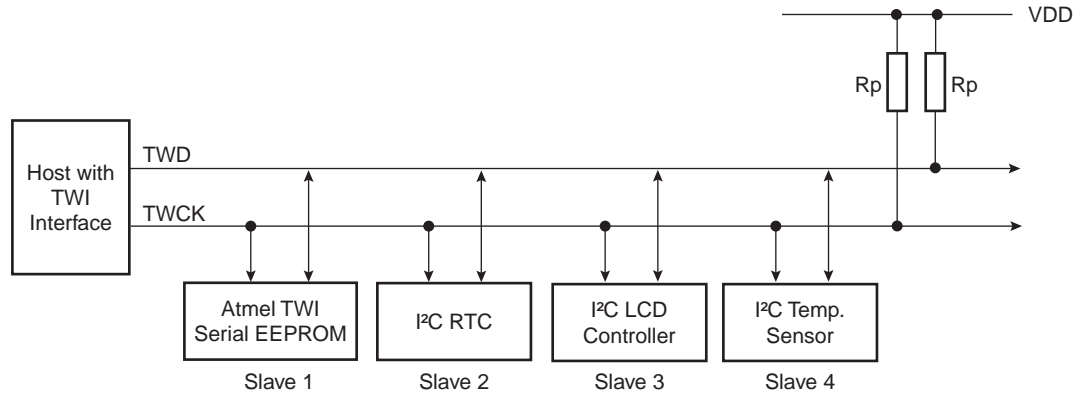 VDD
Rp
Rp
Host with
TWI
Interface
TWD
TWCK
Atmel TWI
Serial EEPROM
I²C RTC
I²C LCD
Controller
I²C Temp.
Sensor
Slave 1
Slave 2
Slave 3
Slave 4